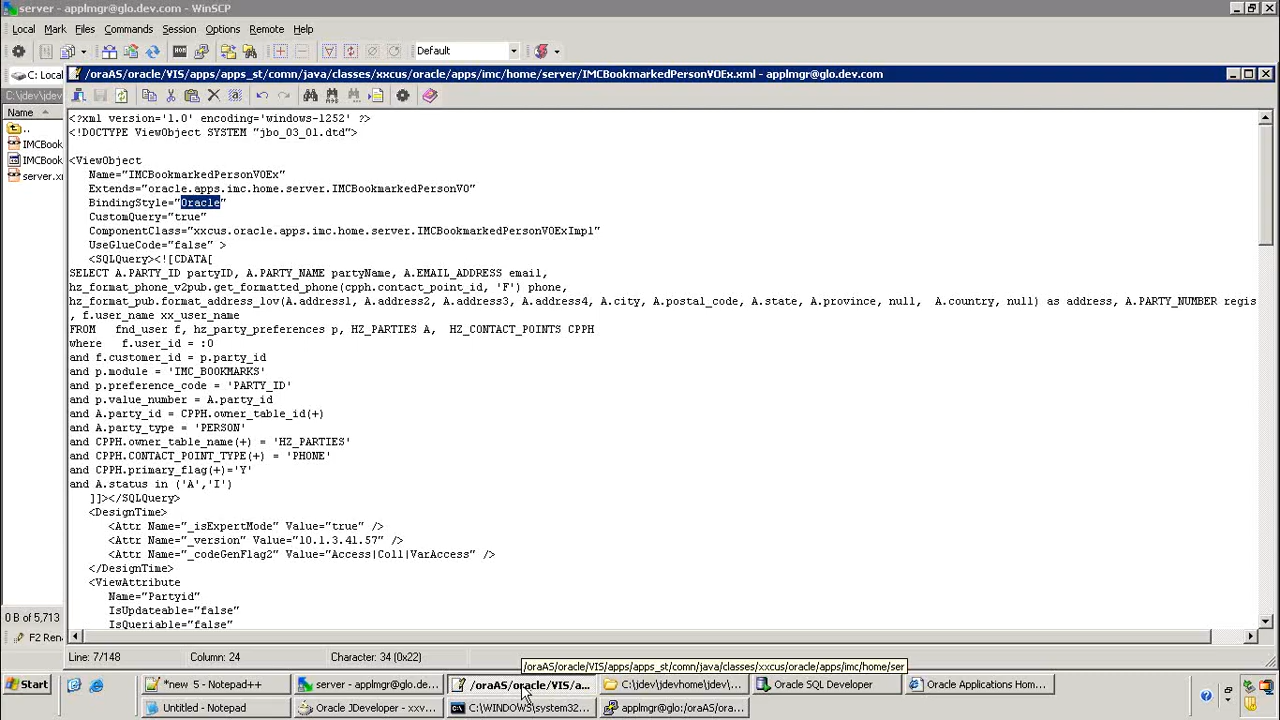 server - applmgr@glo.dev.com - WinSCP
Local Mark Files Commands Session Options Remote Help
Default
C: Local
/oraAS/oracle/VIS/apps/apps_st/comn/java/classes/xxcus/oracle/apps/imc/home/server/IMCBookmarkedPersonVOEx.xml - applmgr@glo.dev.com
C:\jdev\jdev
Name
..
IMCBook
IMCBook
server.x
<?xml version='1.0' encoding='windows-1252' ?>
<!DOCTYPE ViewObject SYSTEM "jbo_03_01.dtd">
<ViewObject
Name="IMCBookmarkedPersonVOEx"
Extends="oracle.apps.imc.home.server.IMCBookmarkedPersonVO"
BindingStyle="Oracle"
CustomQuery="true"
ComponentClass="xxcus.oracle.apps.imc.home.server.IMCBookmarkedPersonVOExImpl"
UseGlueCode="false" >
<SQLQuery><![CDATA[
SELECT A.PARTY_ID partyID, A.PARTY_NAME partyName, A.EMAIL_ADDRESS email,
hz_format_phone_v2pub.get_formatted_phone(cpph.contact_point_id, 'F') phone,
hz_format_pub.format_address_lov(A.address1, A.address2, A.address3, A.address4, A.city, A.postal_code, A.state, A.province, null,  A.country, null) as address, A.PARTY_NUMBER regis
, f.user_name xx_user_name
FROM   fnd_user f, hz_party_preferences p, HZ_PARTIES A,  HZ_CONTACT_POINTS CPPH
where   f.user_id = :0
and f.customer_id = p.party_id
and p.module = 'IMC_BOOKMARKS'
and p.preference_code = 'PARTY_ID'
and p.value_number = A.party_id
and A.party_id = CPPH.owner_table_id(+)
and A.party_type = 'PERSON'
and CPPH.owner_table_name(+) = 'HZ_PARTIES'
and CPPH.CONTACT_POINT_TYPE(+) = 'PHONE'
and CPPH.primary_flag(+)='Y'
and A.status in ('A','I')
]]></SQLQuery>
<DesignTime>
<Attr Name="_isExpertMode" Value="true" />
<Attr Name="_version" Value="10.1.3.41.57" />
<Attr Name="_codeGenFlag2" Value="Access|Coll|VarAccess" />
</DesignTime>
<ViewAttribute
Name="Partyid"
IsUpdateable="false"
IsQueriable="false"
0 B of 5,713
F2 Ren
Line: 7/148 Column: 24 Character: 34 (0x22)
/oraAS/oracle/VIS/apps/apps_st/comn/java/classes/xxcus/oracle/apps/imc/home/ser
Start *new 5 - Notepad++ server - applmgr@glo.de... /oraAS/oracle/VIS/a... C:\jdev\jdevhome\jdev\... Oracle SQL Developer Oracle Applications Hom...
Untitled - Notepad Oracle JDeveloper - xxv... C:\WINDOWS\system32... applmgr@glo:/oraAS/ora...